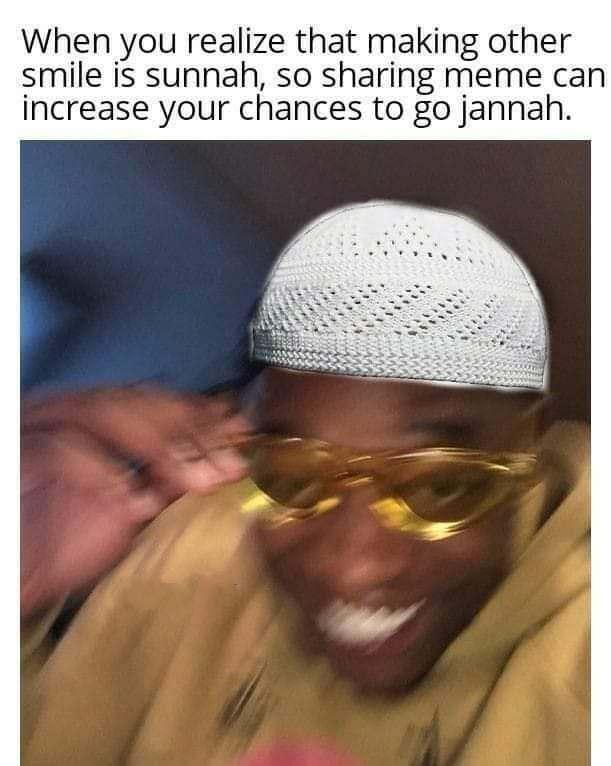 When you realize that making other
smile is sunnah, so sharing meme can
increase your chances to go jannah.